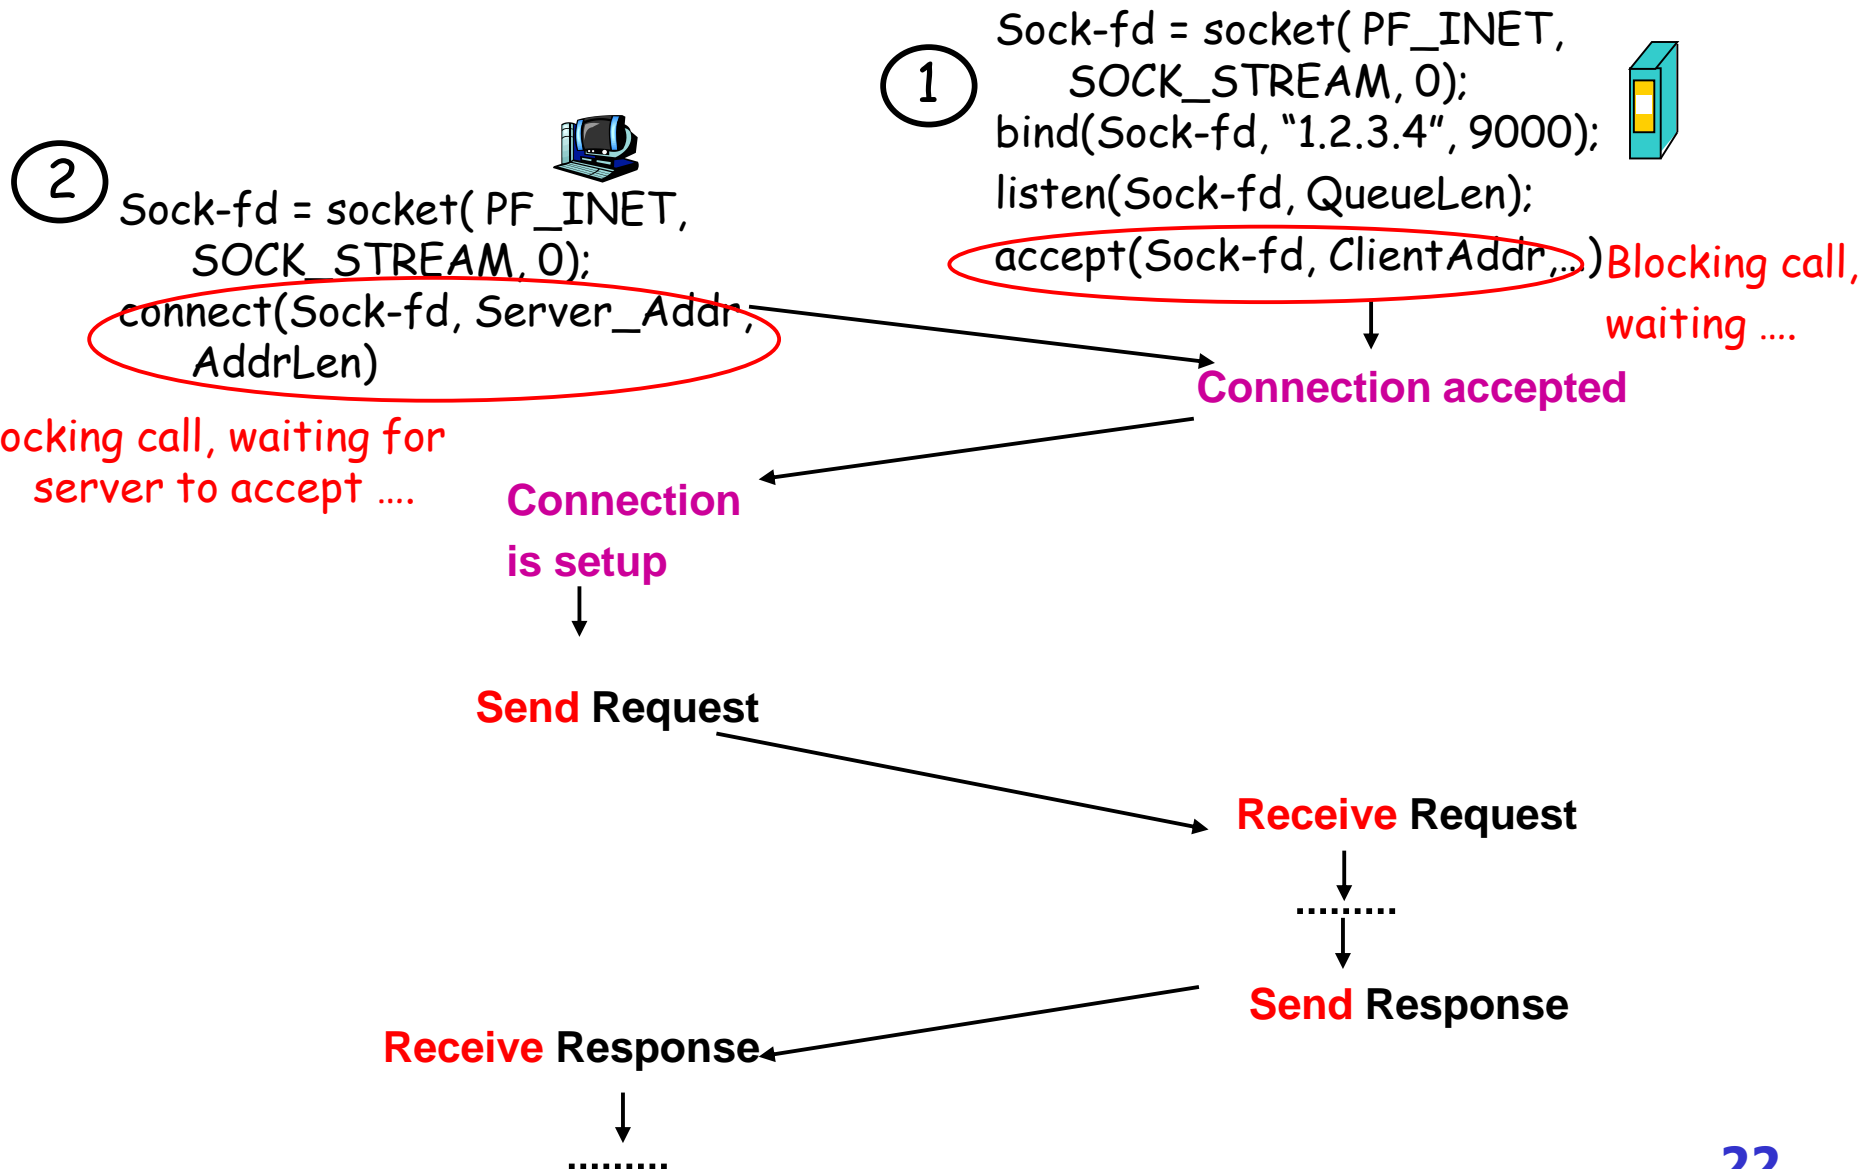 1
Sock-fd = socket( PF_INET,
SOCK_STREAM, 0);
bind(Sock-fd, “1.2.3.4”, 9000);
listen(Sock-fd, QueueLen);
accept(Sock-fd, ClientAddr,…)
Blocking call,
waiting ….
2
Sock-fd = socket( PF_INET,
SOCK_STREAM, 0);
connect(Sock-fd, Server_Addr,
AddrLen)
ocking call, waiting for
server to accept ….
Connection accepted
Connection
is setup
Send Request
Receive Request
………
Send Response
Receive Response
………
22